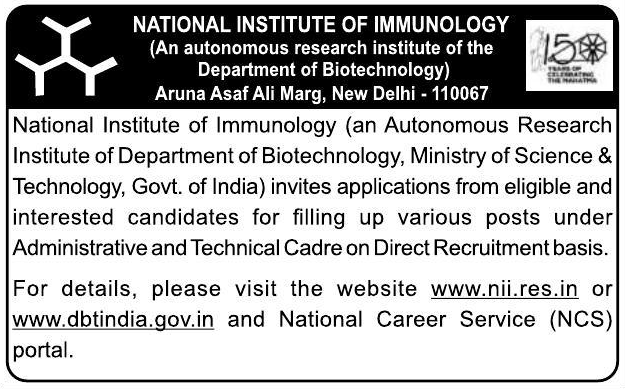 NATIONAL INSTITUTE OF IMMUNOLOGY
(An autonomous research institute of the
Department of Biotechnology)
Aruna Asaf Ali Marg, New Delhi - 110067
150
YEARS OF
CELEBRATING
THE MAHATMA
National Institute of Immunology (an Autonomous Research
Institute of Department of Biotechnology, Ministry of Science &
Technology, Govt. of India) invites applications from eligible and
interested candidates for filling up various posts under
Administrative and Technical Cadre on Direct Recruitment basis.
For details, please visit the website www.nii.res.in or
www.dbtindia.gov.in and National Career Service (NCS)
portal.